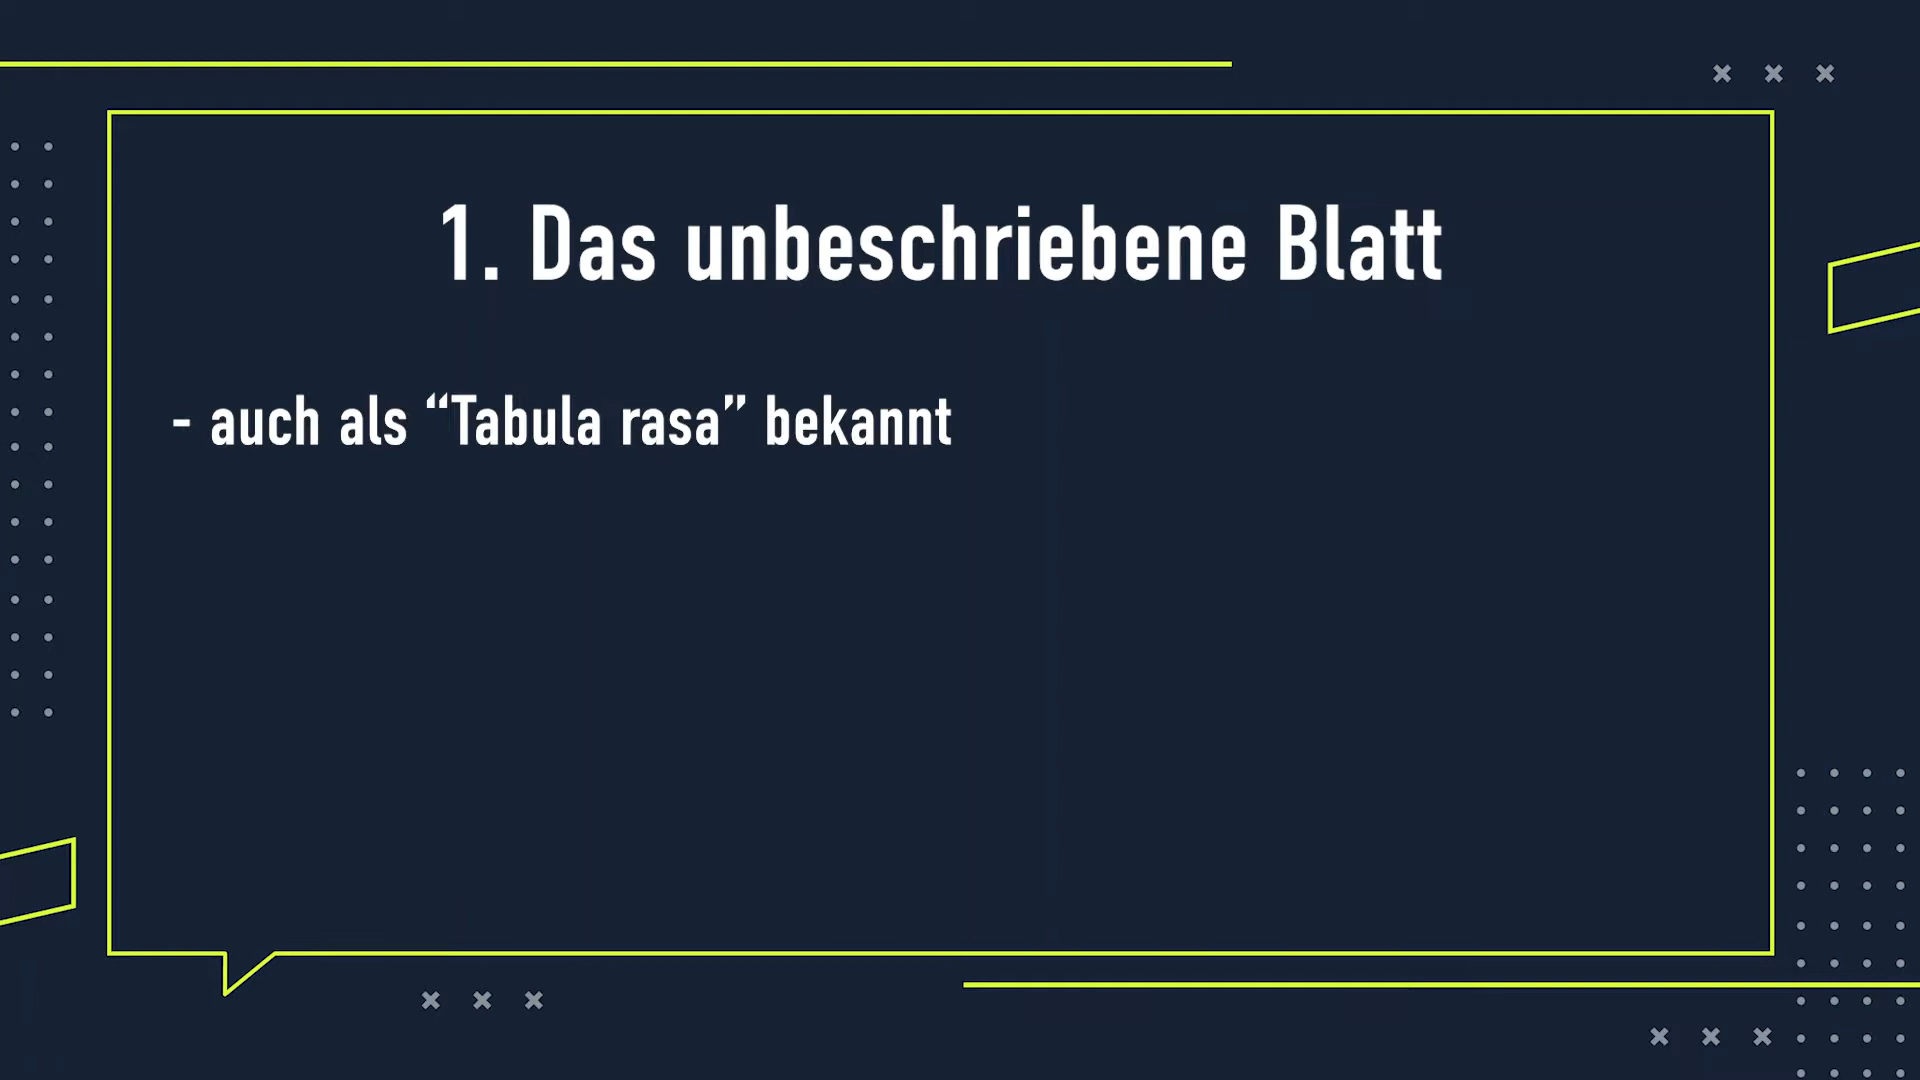 1. Das unbeschriebene Blatt
- auch als “Tabula rasa” bekannt